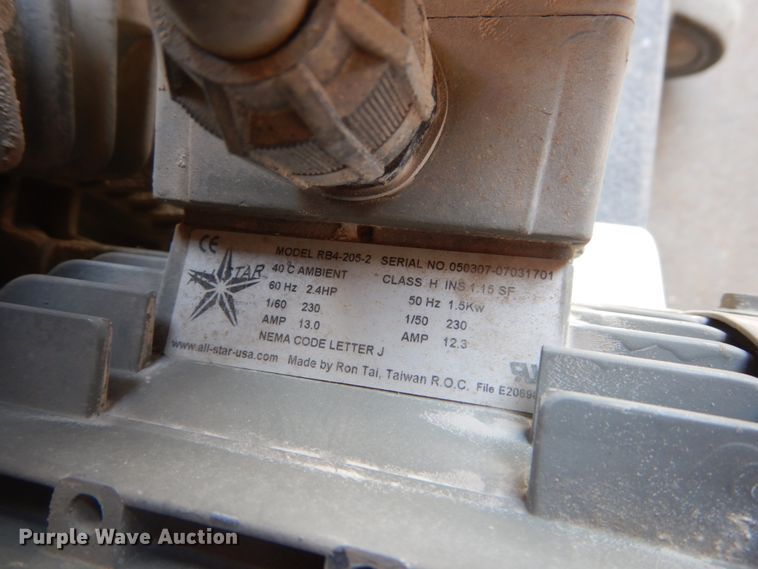 CE
STAR
MODEL RB4-205-2 SERIAL NO. 050307-07031701
40 C AMBIENT CLASS H INS 1.15 SF
60 Hz 2.4HP 50 Hz 1.5Kw
1/60 230 1/50 230
AMP 13.0 AMP 12.3
NEMA CODE LETTER J
www.all-star-usa.com Made by Ron Tai, Taiwan R.O.C. File
Purple Wave Auction